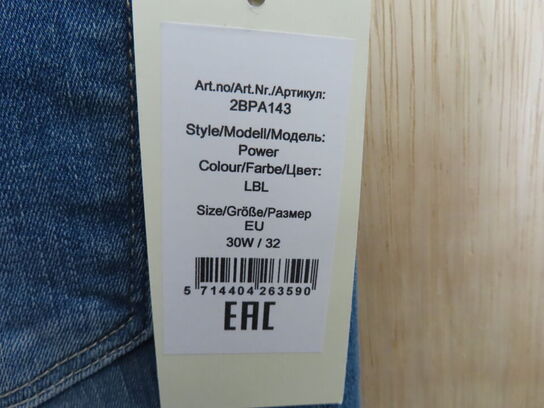 Art.no/Art.Nr./Артикул:
2BPA143
Style/Modell/Модель:
Power
Colour/Farbe/Цвет:
LBL
Size/Größe/Размер
EU
30W / 32
5 714404 263590
EAC